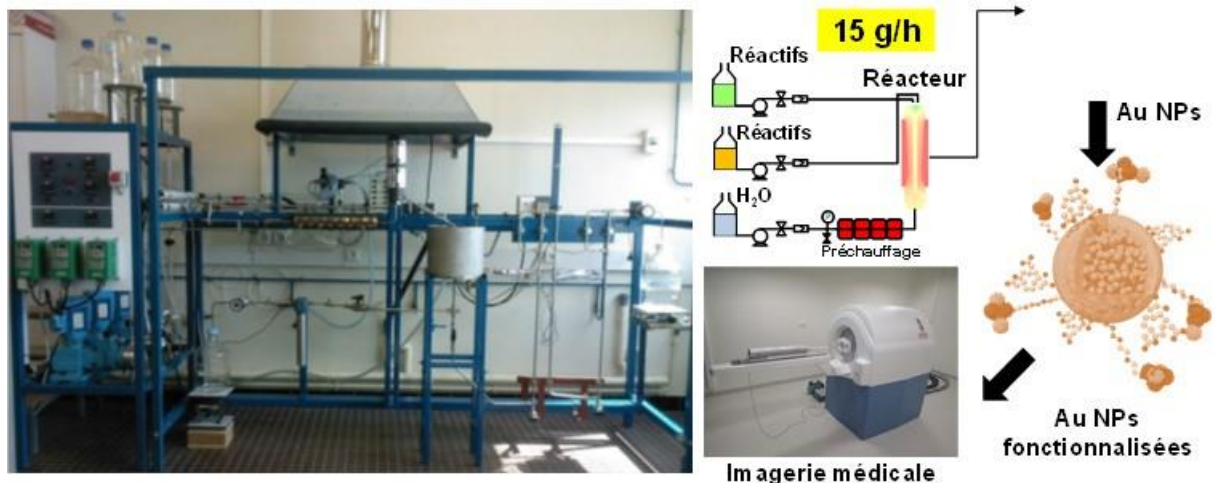 15 g/h
Réactifs
Réacteur
Réactifs
H₂O
Préchauffage
Au NPs
Au NPs
fonctionnalisées
Imagerie médicale